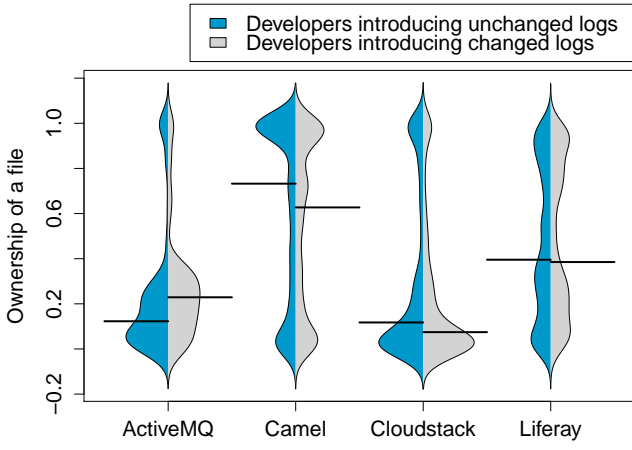 Developers introducing unchanged logs
Developers introducing changed logs
Ownership of a file
1.0
0.6
0.2
−0.2
ActiveMQ Camel Cloudstack Liferay